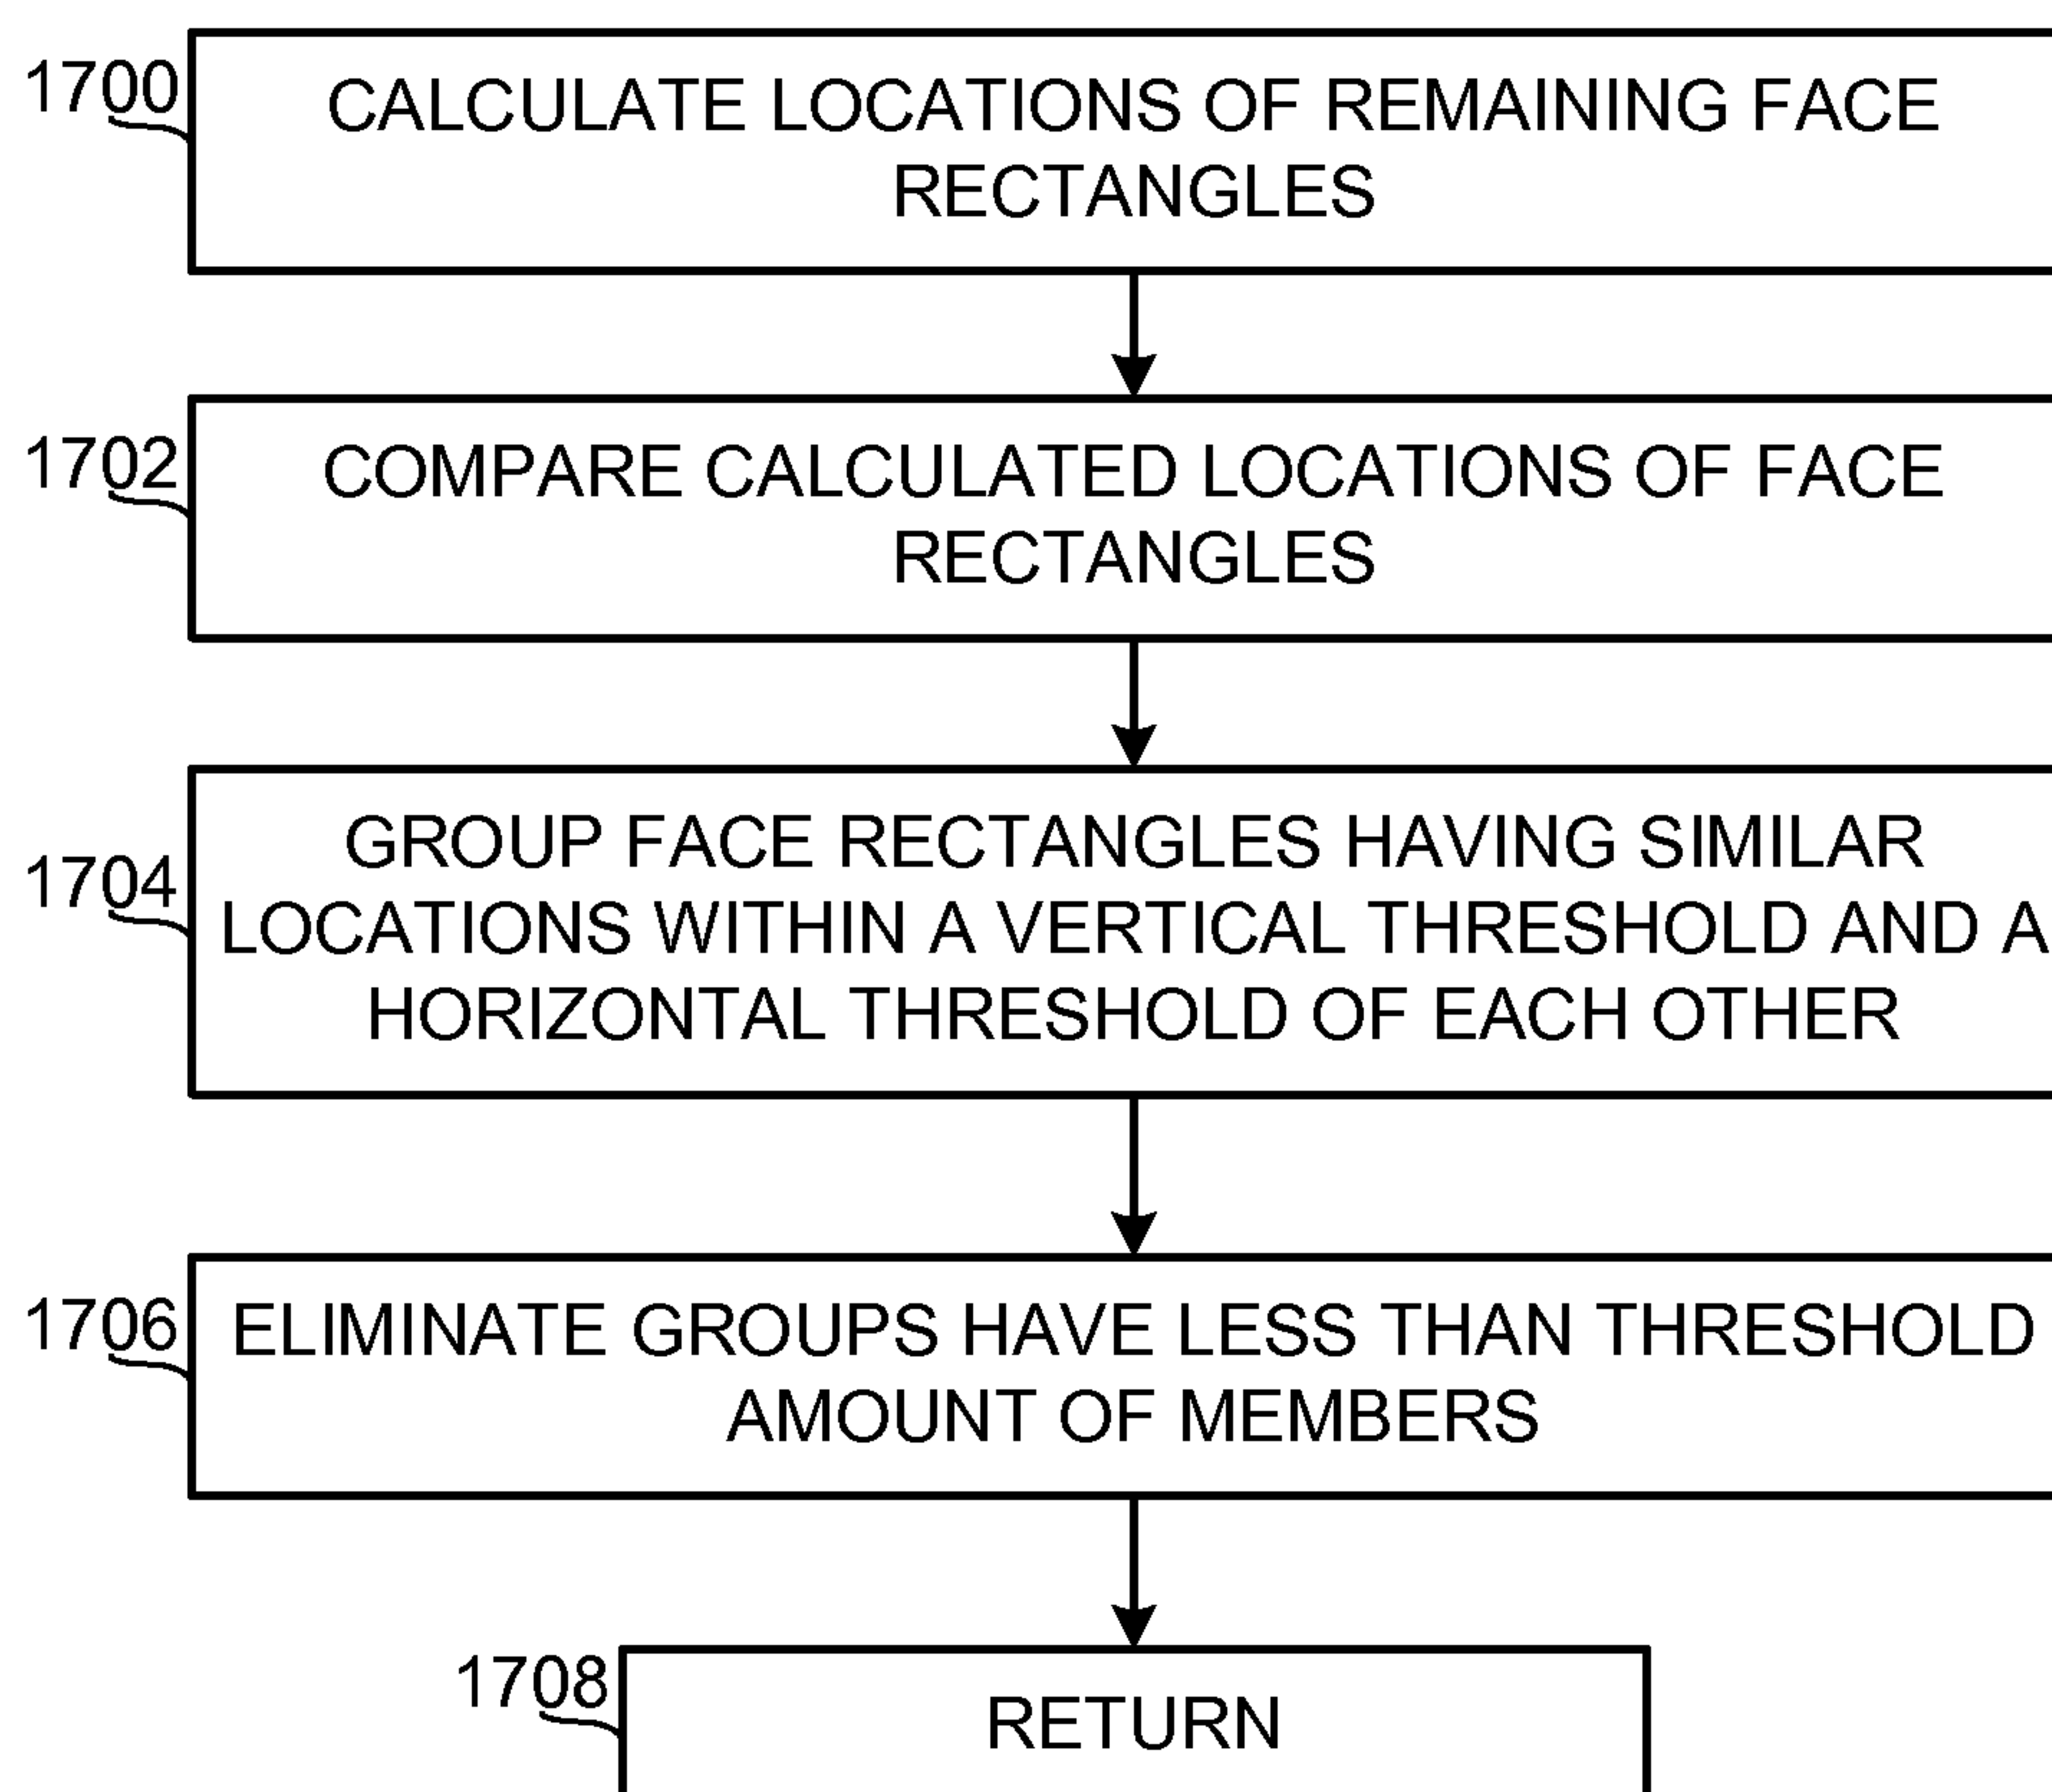 1700
CALCULATE LOCATIONS OF REMAINING FACE
RECTANGLES
1702
COMPARE CALCULATED LOCATIONS OF FACE
RECTANGLES
1704
GROUP FACE RECTANGLES HAVING SIMILAR
LOCATIONS WITHIN A VERTICAL THRESHOLD AND A
HORIZONTAL THRESHOLD OF EACH OTHER
1706
ELIMINATE GROUPS HAVE LESS THAN THRESHOLD
AMOUNT OF MEMBERS
1708
RETURN